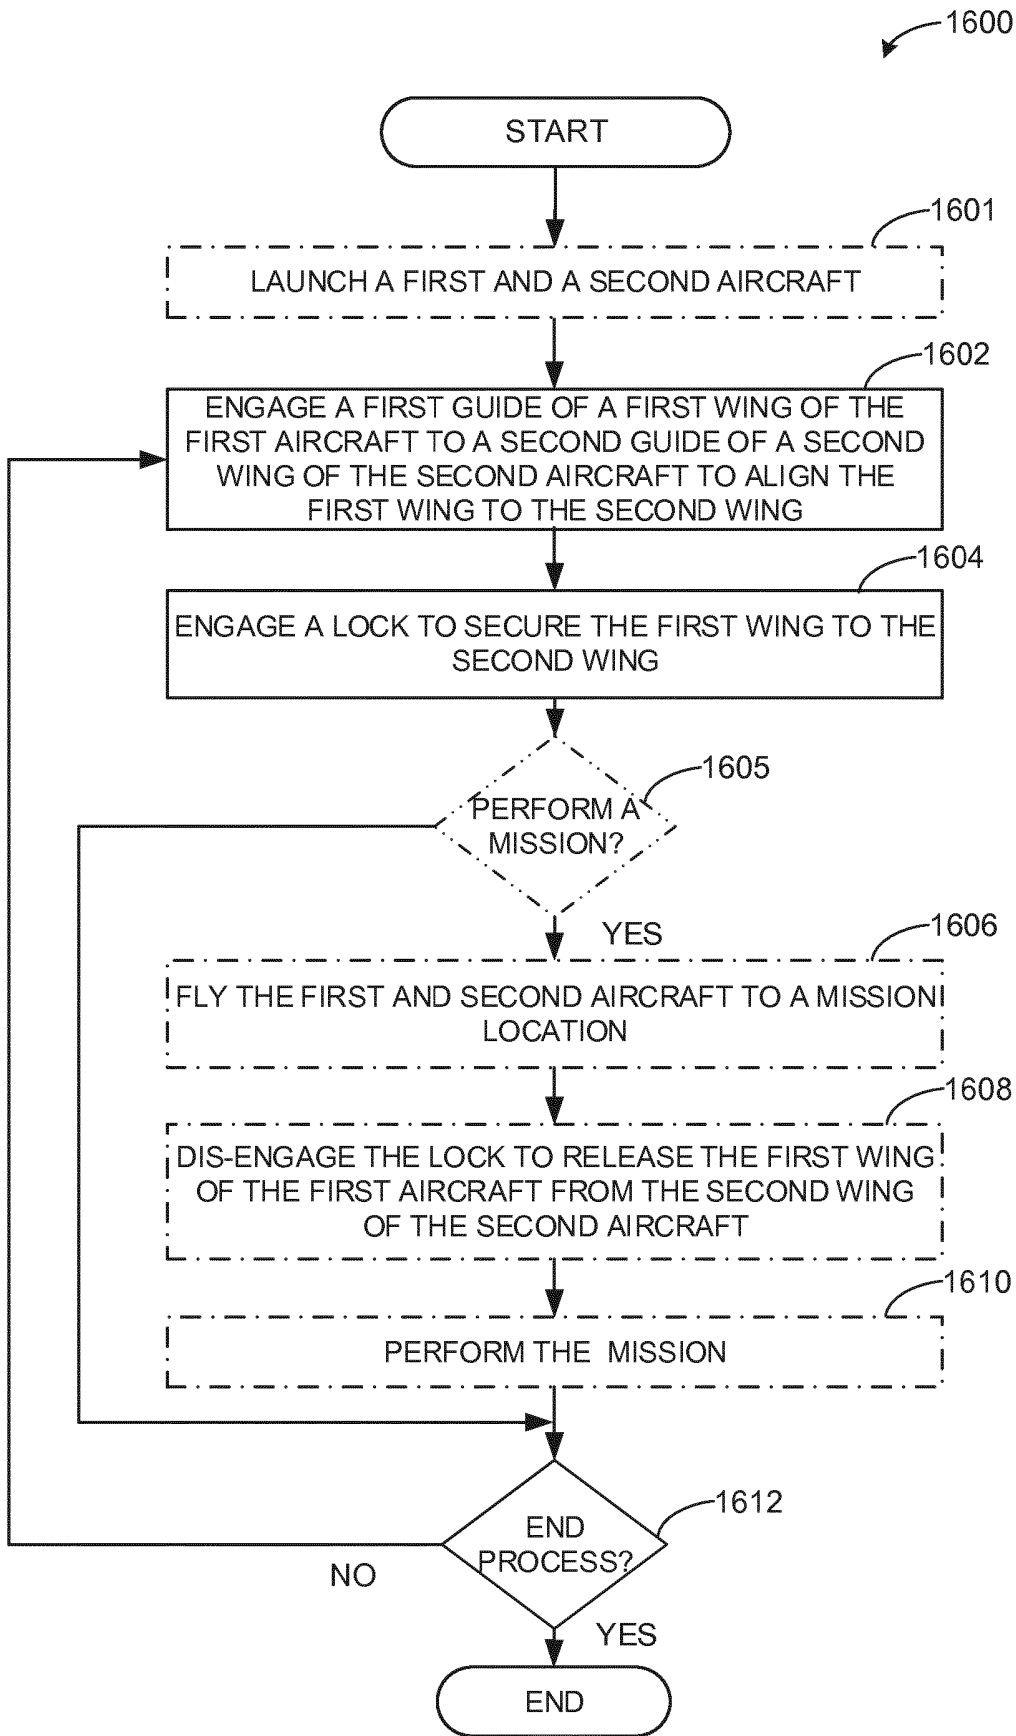 1600
START
1601
LAUNCH A FIRST AND A SECOND AIRCRAFT
1602
ENGAGE A FIRST GUIDE OF A FIRST WING OF THE
FIRST AIRCRAFT TO A SECOND GUIDE OF A SECOND
WING OF THE SECOND AIRCRAFT TO ALIGN THE
FIRST WING TO THE SECOND WING
1604
ENGAGE A LOCK TO SECURE THE FIRST WING TO THE
SECOND WING
1605
PERFORM A
MISSION?
YES
1606
FLY THE FIRST AND SECOND AIRCRAFT TO A MISSION
LOCATION
1608
DIS-ENGAGE THE LOCK TO RELEASE THE FIRST WING
OF THE FIRST AIRCRAFT FROM THE SECOND WING
OF THE SECOND AIRCRAFT
1610
PERFORM THE MISSION
1612
END
PROCESS?
NO
YES
END